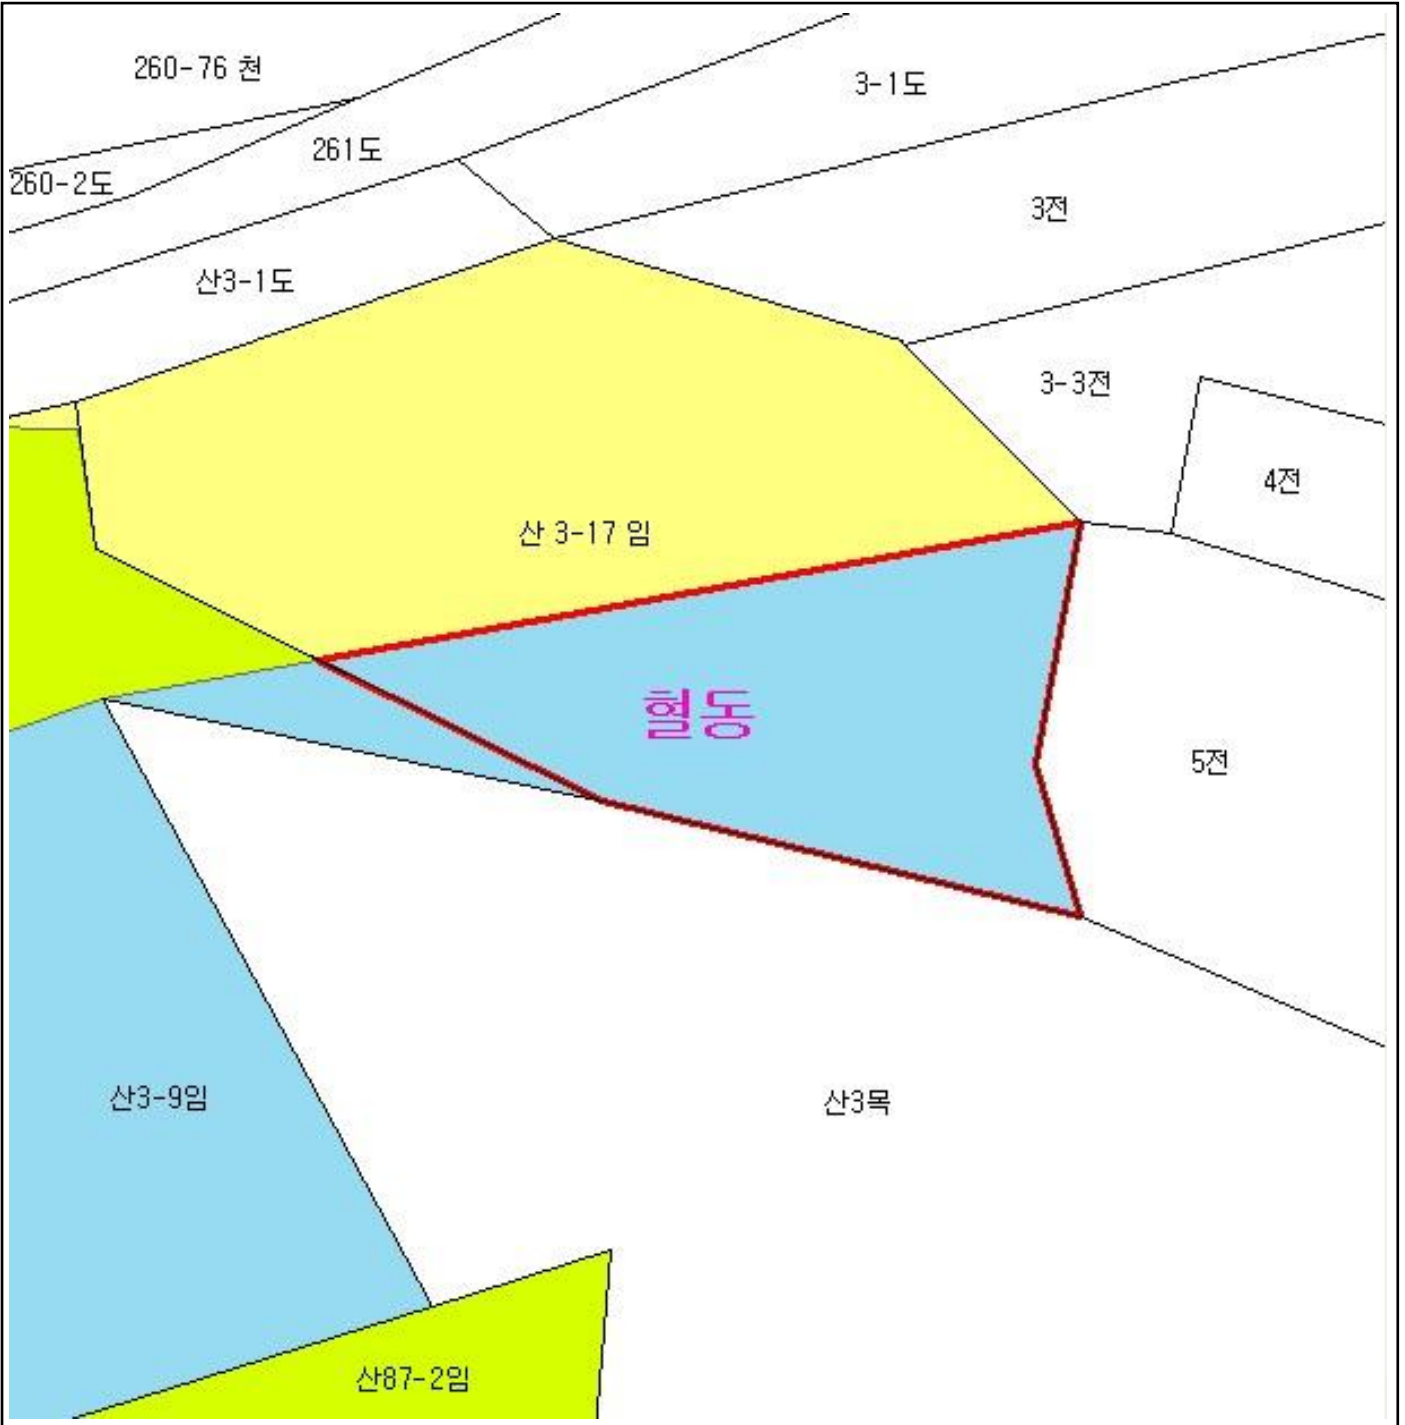 260-76 천
3-1도
261도
260-2도
3전
산3-1도
3-3전
4전
산 3-17 임
혈동
5전
산3-9임
산3목
산87-2임